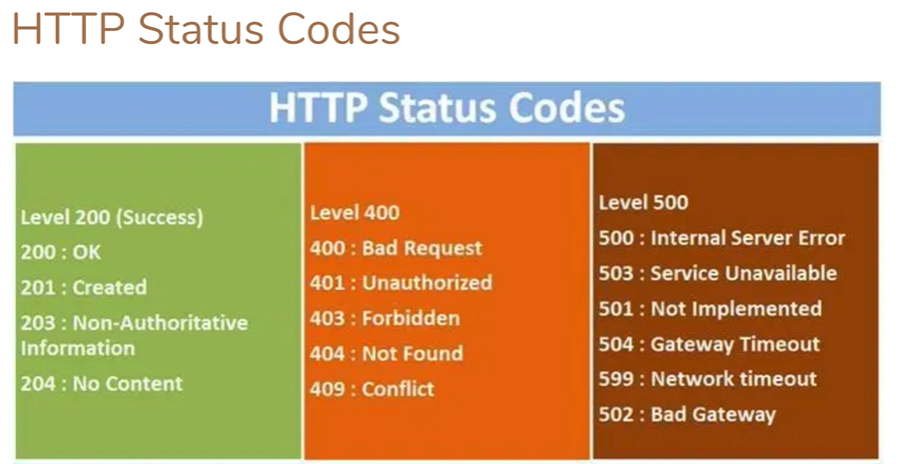 HTTP Status Codes
HTTP Status Codes
Level 200 (Success)
200 : OK
201 : Created
203 : Non-Authoritative
Information
204 : No Content
Level 400
400 : Bad Request
401 : Unauthorized
403 : Forbidden
404 : Not Found
409 : Conflict
Level 500
500 : Internal Server Error
503 : Service Unavailable
501 : Not Implemented
504 : Gateway Timeout
599 : Network timeout
502 : Bad Gateway